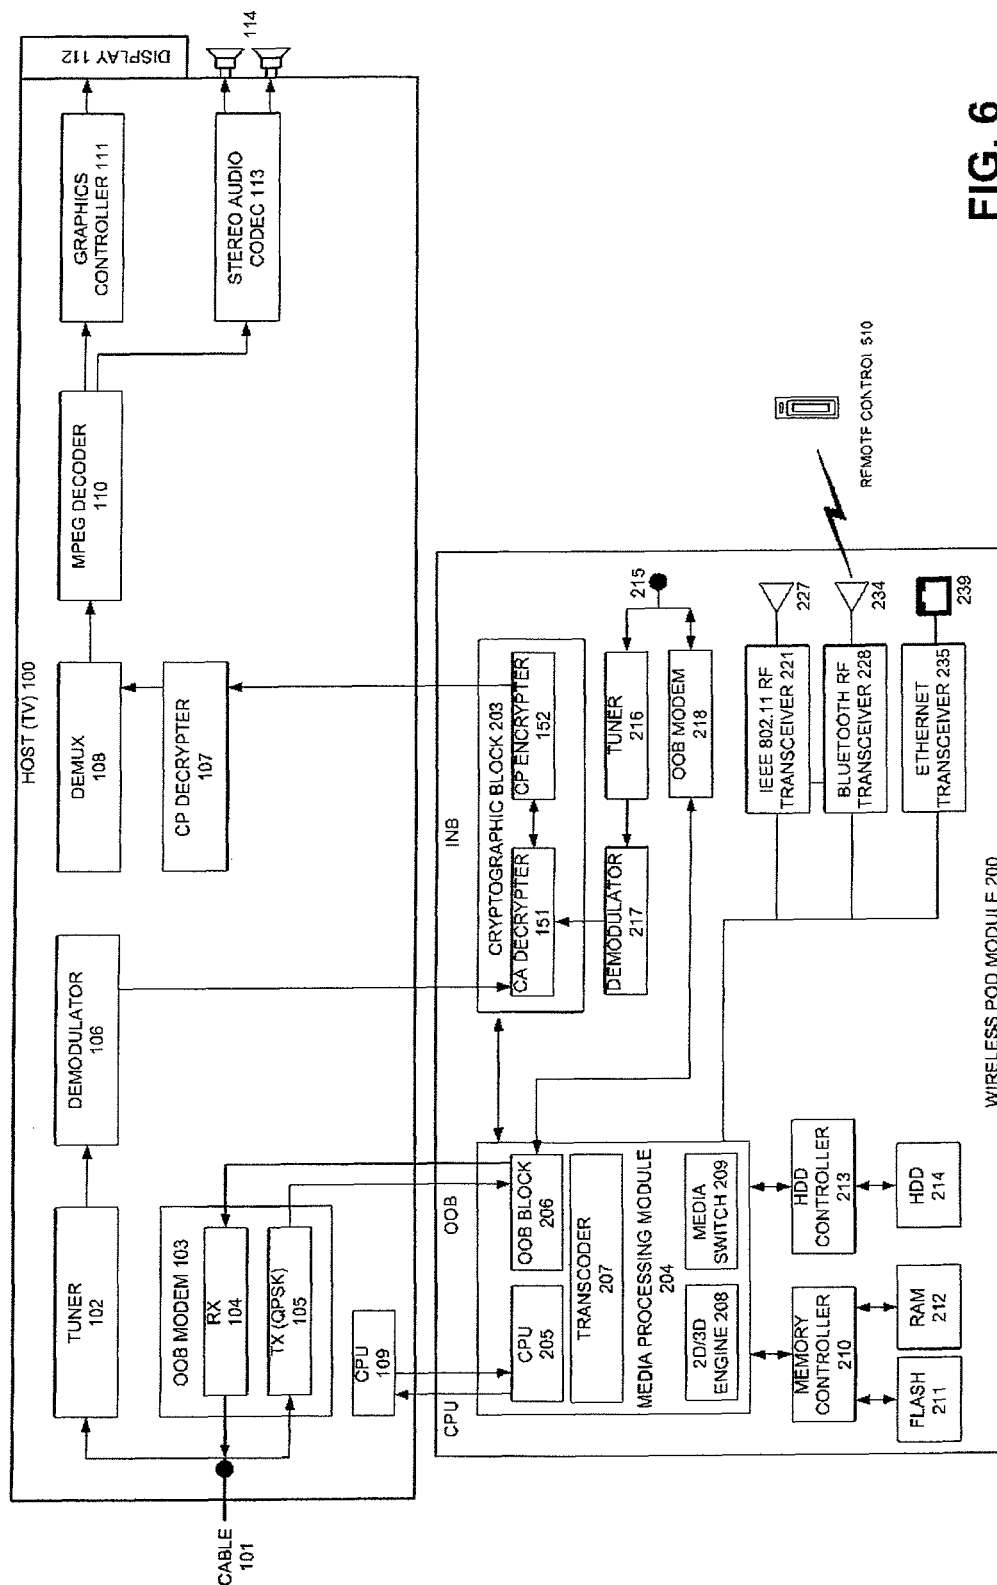 HOST (TV) 100
DISPLAY 112
114
GRAPHICS
CONTROLLER 111
STEREO AUDIO
CODEC 113
MPEG DECODER
110
DEMUX
108
CP DECRYPTER
107
DEMODULATOR
106
TUNER
102
OOB MODEM 103
RX
104
TX (QPSK)
105
CPU
109
CABLE
101
CPU
OOB
INB
CRYPTOGRAPHIC BLOCK 203
CA DECRYPTER
151
CP ENCRYPTER
152
TUNER
216
DEMODULATOR
217
OOB MODEM
218
215
CPU
205
OOB BLOCK
206
TRANSCODER
207
MEDIA PROCESSING MODULE
204
2D/3D
ENGINE 208
MEDIA
SWITCH 209
MEMORY
CONTROLLER
210
FLASH
211
RAM
212
HDD
CONTROLLER
213
HDD
214
IEEE 802.11 RF
TRANSCEIVER 221
227
BLUETOOTH RF
TRANSCEIVER 228
234
ETHERNET
TRANSCEIVER 235
239
REMOTE CONTROL 510
WIRELESS POD MODULE 200
FIG. 6